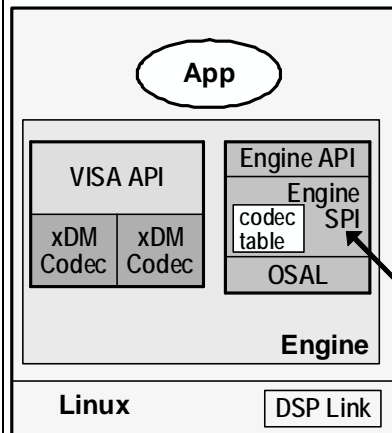 App
VISA API
xDM Codec
xDM Codec
Engine API
Engine SPI
codec table
OSAL
Engine
Linux
DSP Link